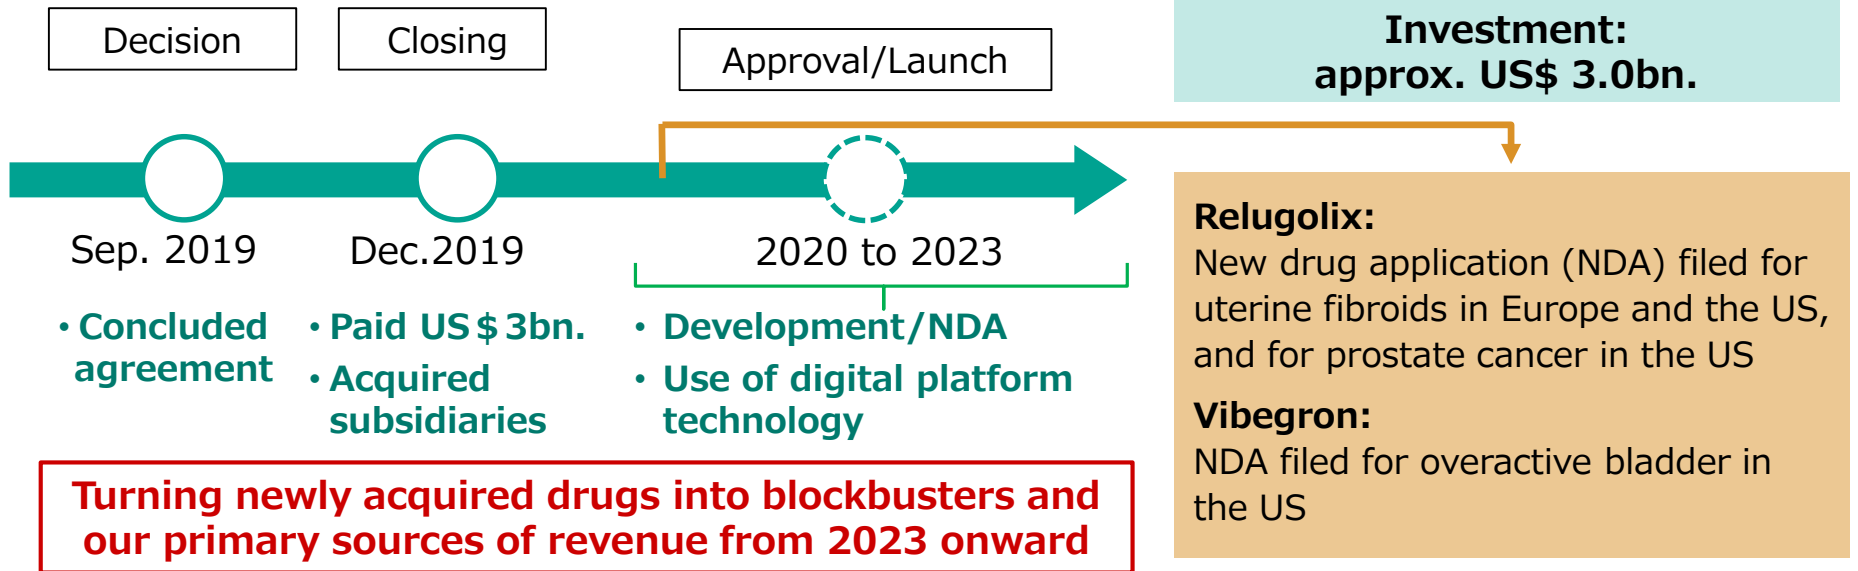 Decision
Closing
Approval/Launch
Investment:
approx. US$ 3.0bn.
Sep. 2019
Dec.2019
2020 to 2023
• Concluded
agreement
• Paid US$3bn.
• Acquired
subsidiaries
• Development/NDA
• Use of digital platform
technology
Turning newly acquired drugs into blockbusters and
our primary sources of revenue from 2023 onward
Relugolix:
New drug application (NDA) filed for
uterine fibroids in Europe and the US,
and for prostate cancer in the US
Vibegron:
NDA filed for overactive bladder in
the US